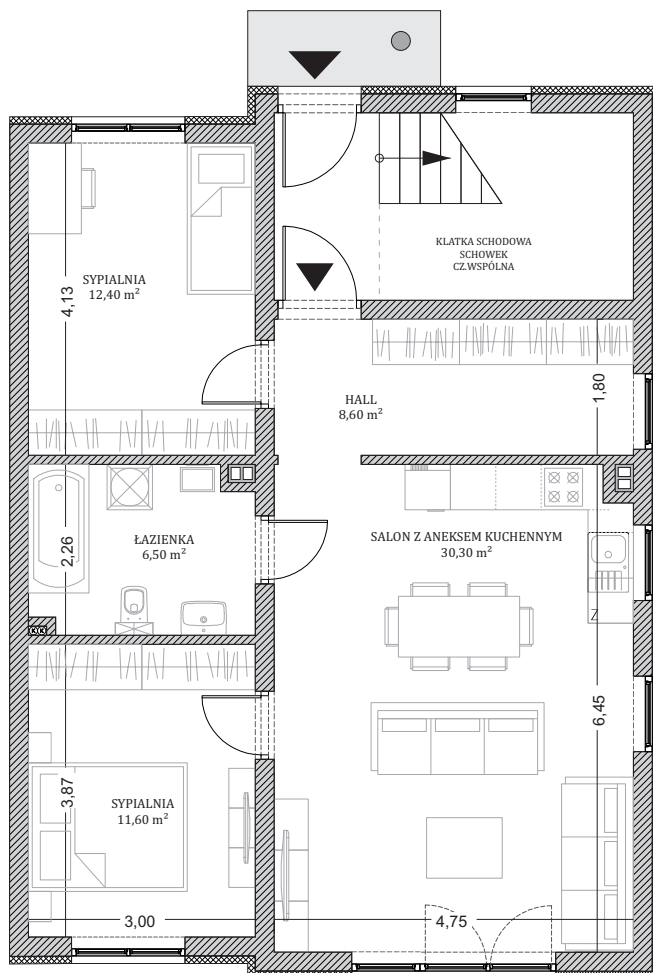 KLATKA SCHODOWA
SCHOWEK
CZ.WSPÓLNA
SYPIALNIA
12,40 m²
4,13
HALL
8,60 m²
1,80
ŁAZIENKA
6,50 m²
2,26
SALON Z ANEKSEM KUCHENNYM
30,30 m²
Z
6,45
SYPIALNIA
11,60 m²
3,87
3,00
4,75